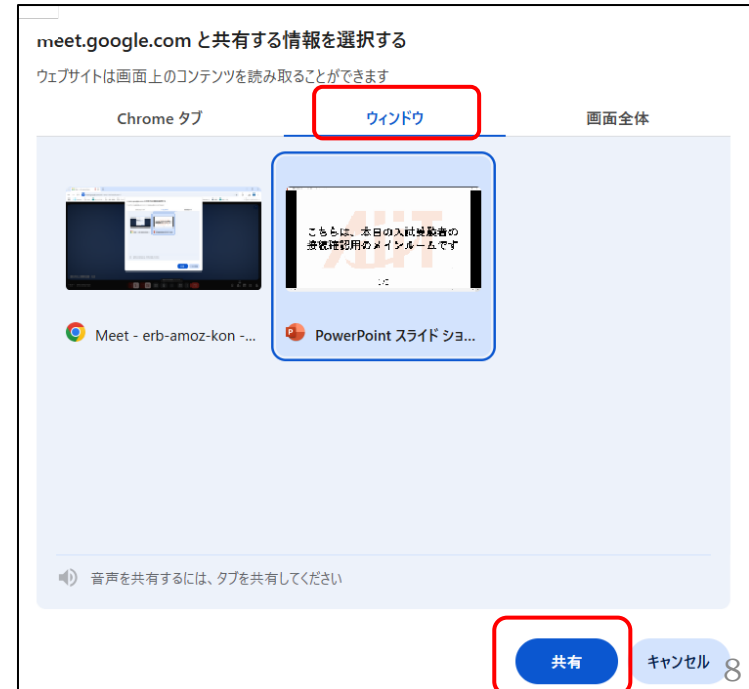 meet.google.com と共有する情報を選択する
ウェブサイトは画面上のコンテンツを読み取ることができます
Chrome タブ
ウィンドウ
画面全体
こちらは、本日の入試受験者の
接続確認用のメインルームです
Meet - erb-amoz-kon -...
PowerPoint スライド ショ...
音声を共有するには、タブを共有してください
共有
キャンセル
8